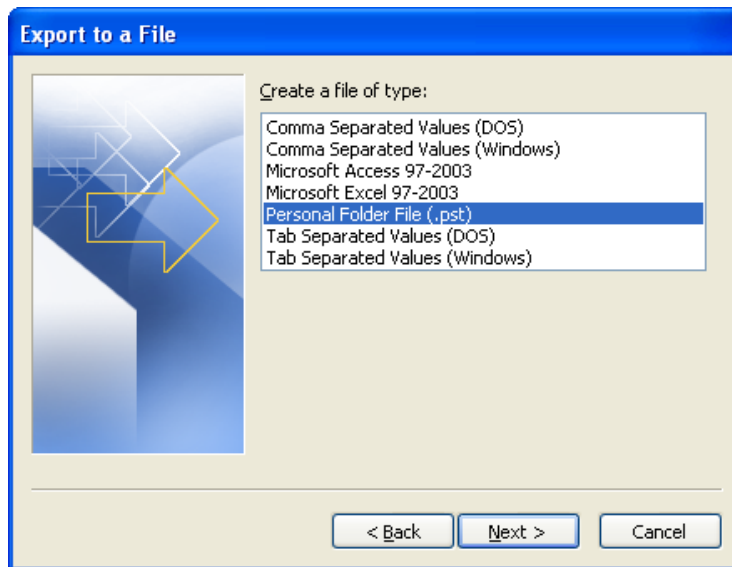 Export to a File
Create a file of type:
Comma Separated Values (DOS)
Comma Separated Values (Windows)
Microsoft Access 97-2003
Microsoft Excel 97-2003
Personal Folder File (.pst)
Tab Separated Values (DOS)
Tab Separated Values (Windows)
< Back Next > Cancel